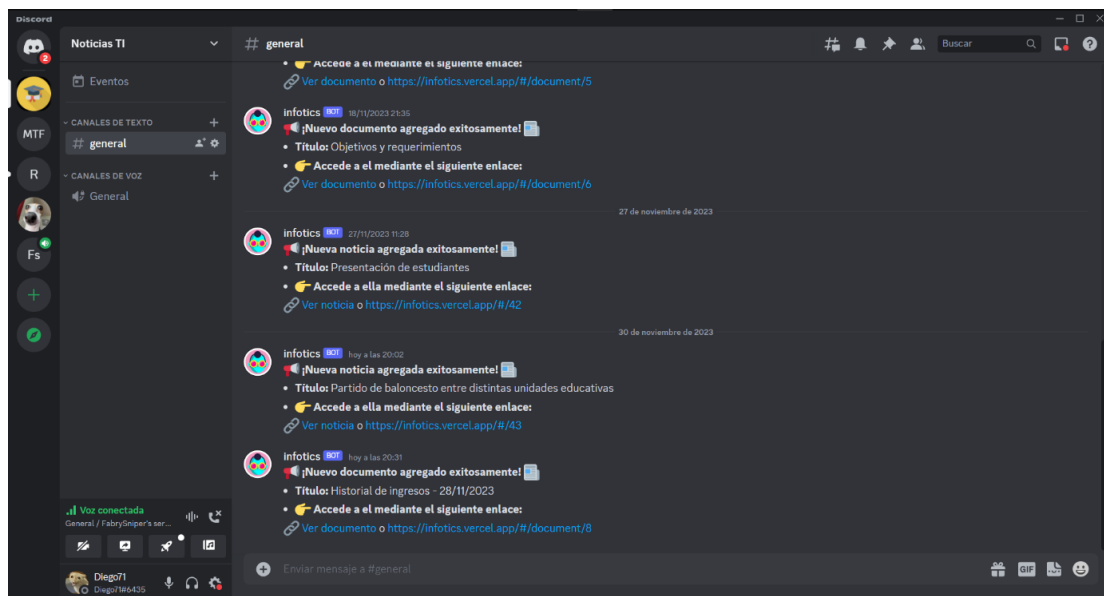 Discord
2
MTF
R
Fs
Noticias TI
Eventos
CANALES DE TEXTO
general
CANALES DE VOZ
General
Voz conectada
General / FabrySniper's ser...
Diego71
Diego71#6435
general
Buscar
• 👉 Accede a el mediante el siguiente enlace:
🔗 Ver documento o https://infotics.vercel.app/#/document/5
infotics BOT 18/11/2023 21:35
📢 ¡Nuevo documento agregado exitosamente! 📰
• Título: Objetivos y requerimientos
• 👉 Accede a el mediante el siguiente enlace:
🔗 Ver documento o https://infotics.vercel.app/#/document/6
27 de noviembre de 2023
infotics BOT 27/11/2023 11:28
📢 ¡Nueva noticia agregada exitosamente! 📰
• Título: Presentación de estudiantes
• 👉 Accede a ella mediante el siguiente enlace:
🔗 Ver noticia o https://infotics.vercel.app/#/42
30 de noviembre de 2023
infotics BOT hoy a las 20:02
📢 ¡Nueva noticia agregada exitosamente! 📰
• Título: Partido de baloncesto entre distintas unidades educativas
• 👉 Accede a ella mediante el siguiente enlace:
🔗 Ver noticia o https://infotics.vercel.app/#/43
infotics BOT hoy a las 20:31
📢 ¡Nuevo documento agregado exitosamente! 📰
• Título: Historial de ingresos - 28/11/2023
• 👉 Accede a el mediante el siguiente enlace:
🔗 Ver documento o https://infotics.vercel.app/#/document/8
Enviar mensaje a #general
GIF